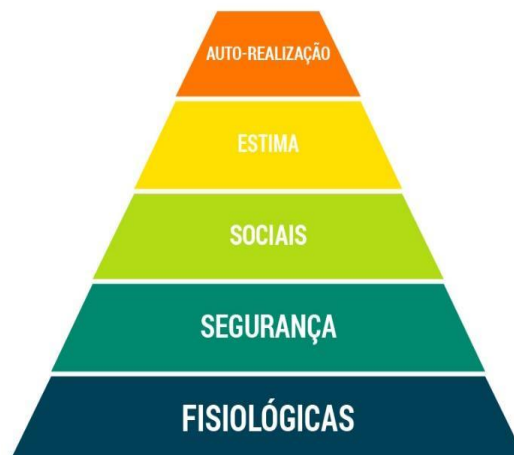 AUTO-REALIZAÇÃO
ESTIMA
SOCIAIS
SEGURANÇA
FISIOLÓGICAS